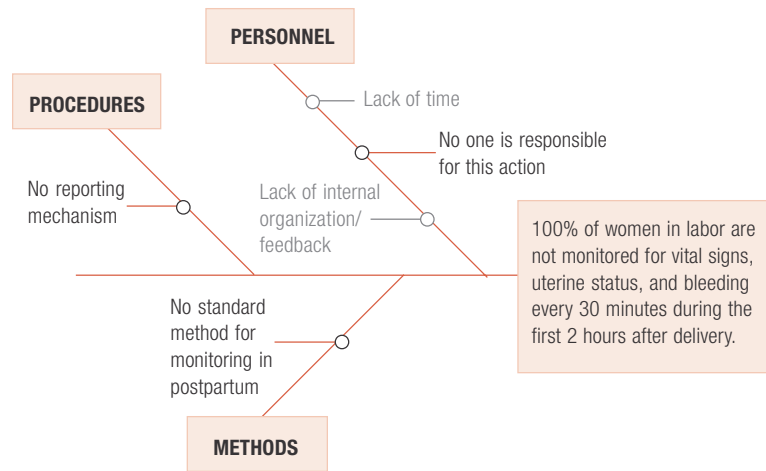 PERSONNEL
PROCEDURES
Lack of time
No one is responsible
for this action
No reporting
mechanism
Lack of internal
organization/
feedback
100% of women in labor are
not monitored for vital signs,
uterine status, and bleeding
every 30 minutes during the
first 2 hours after delivery.
No standard
method for
monitoring in
postpartum
METHODS